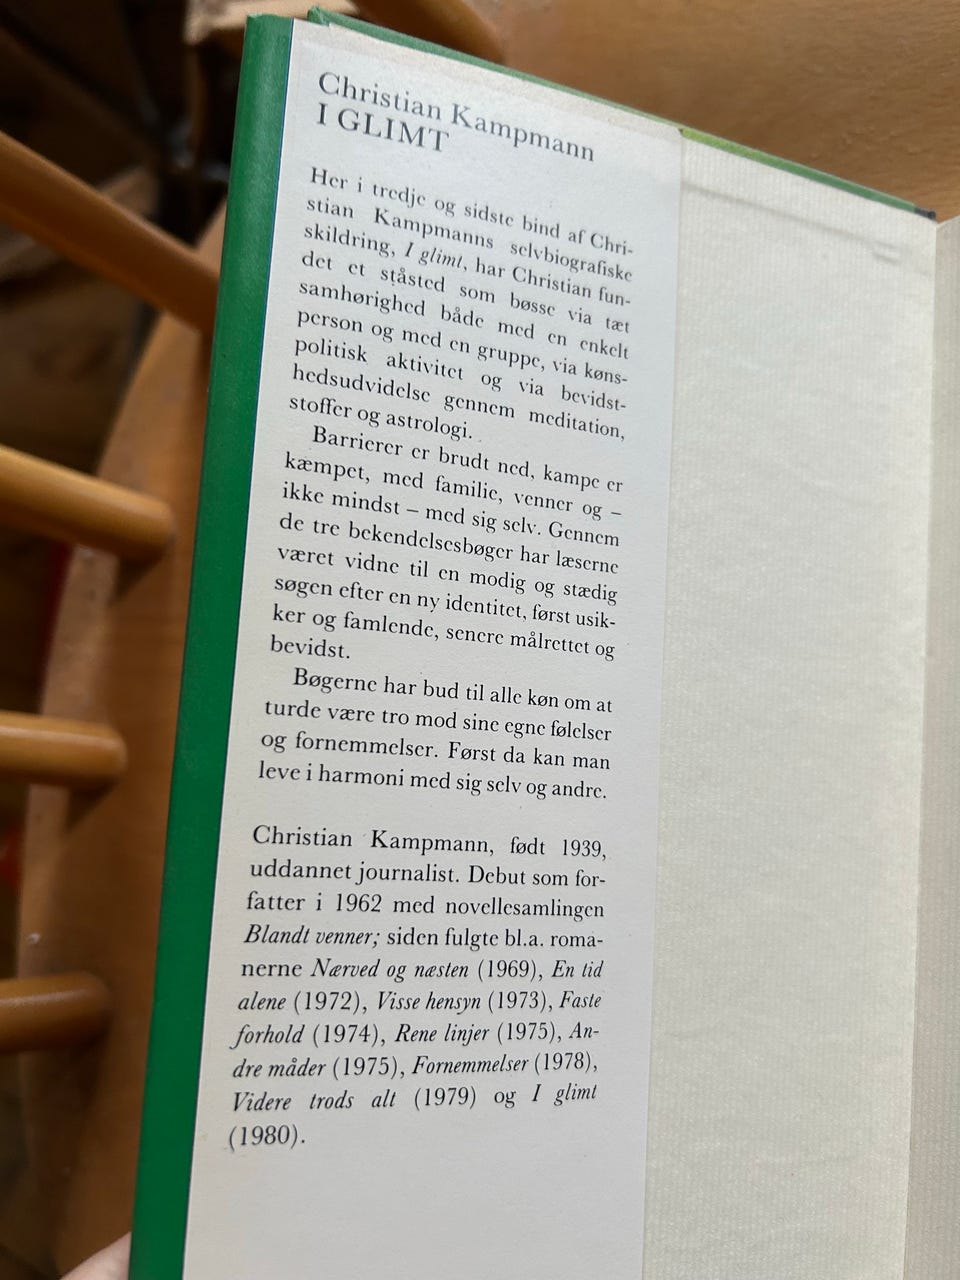 Christian Kampmann
I GLIMT
Her i tredje og sidste bind af Chri-
stian Kampmanns selvbiografiske
skildring, I glimt, har Christian fun-
det et ståsted som bøsse via tæt
samhørighed både med en enkelt
person og med en gruppe, via køns-
politisk aktivitet og via bevidst-
hedsudvidelse gennem meditation,
stoffer og astrologi.
Barrierer er brudt ned, kampe er
kæmpet, med familie, venner og –
ikke mindst – med sig selv. Gennem
de tre bekendelsesbøger har læserne
været vidne til en modig og stædig
søgen efter en ny identitet, først usik-
ker og famlende, senere målrettet og
bevidst.
Bøgerne har bud til alle køn om at
turde være tro mod sine egne følelser
og fornemmelser. Først da kan man
leve i harmoni med sig selv og andre.
Christian Kampmann, født 1939,
uddannet journalist. Debut som for-
fatter i 1962 med novellesamlingen
Blandt venner; siden fulgte bl.a. roma-
nerne Nærved og næsten (1969), En tid
alene (1972), Visse hensyn (1973), Faste
forhold (1974), Rene linjer (1975), An-
dre måder (1975), Fornemmelser (1978),
Videre trods alt (1979) og I glimt
(1980).